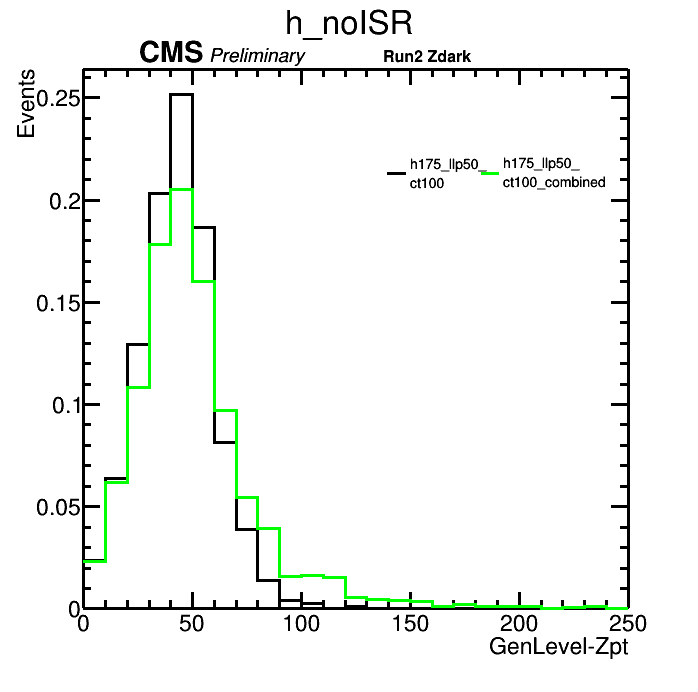 h_noISR
CMS Preliminary
Run2 Zdark
Events
0.25
0.2
0.15
0.1
0.05
0
h175_llp50_
ct100
h175_llp50_
ct100_combined
0 50 100 150 200 250
GenLevel-Zpt